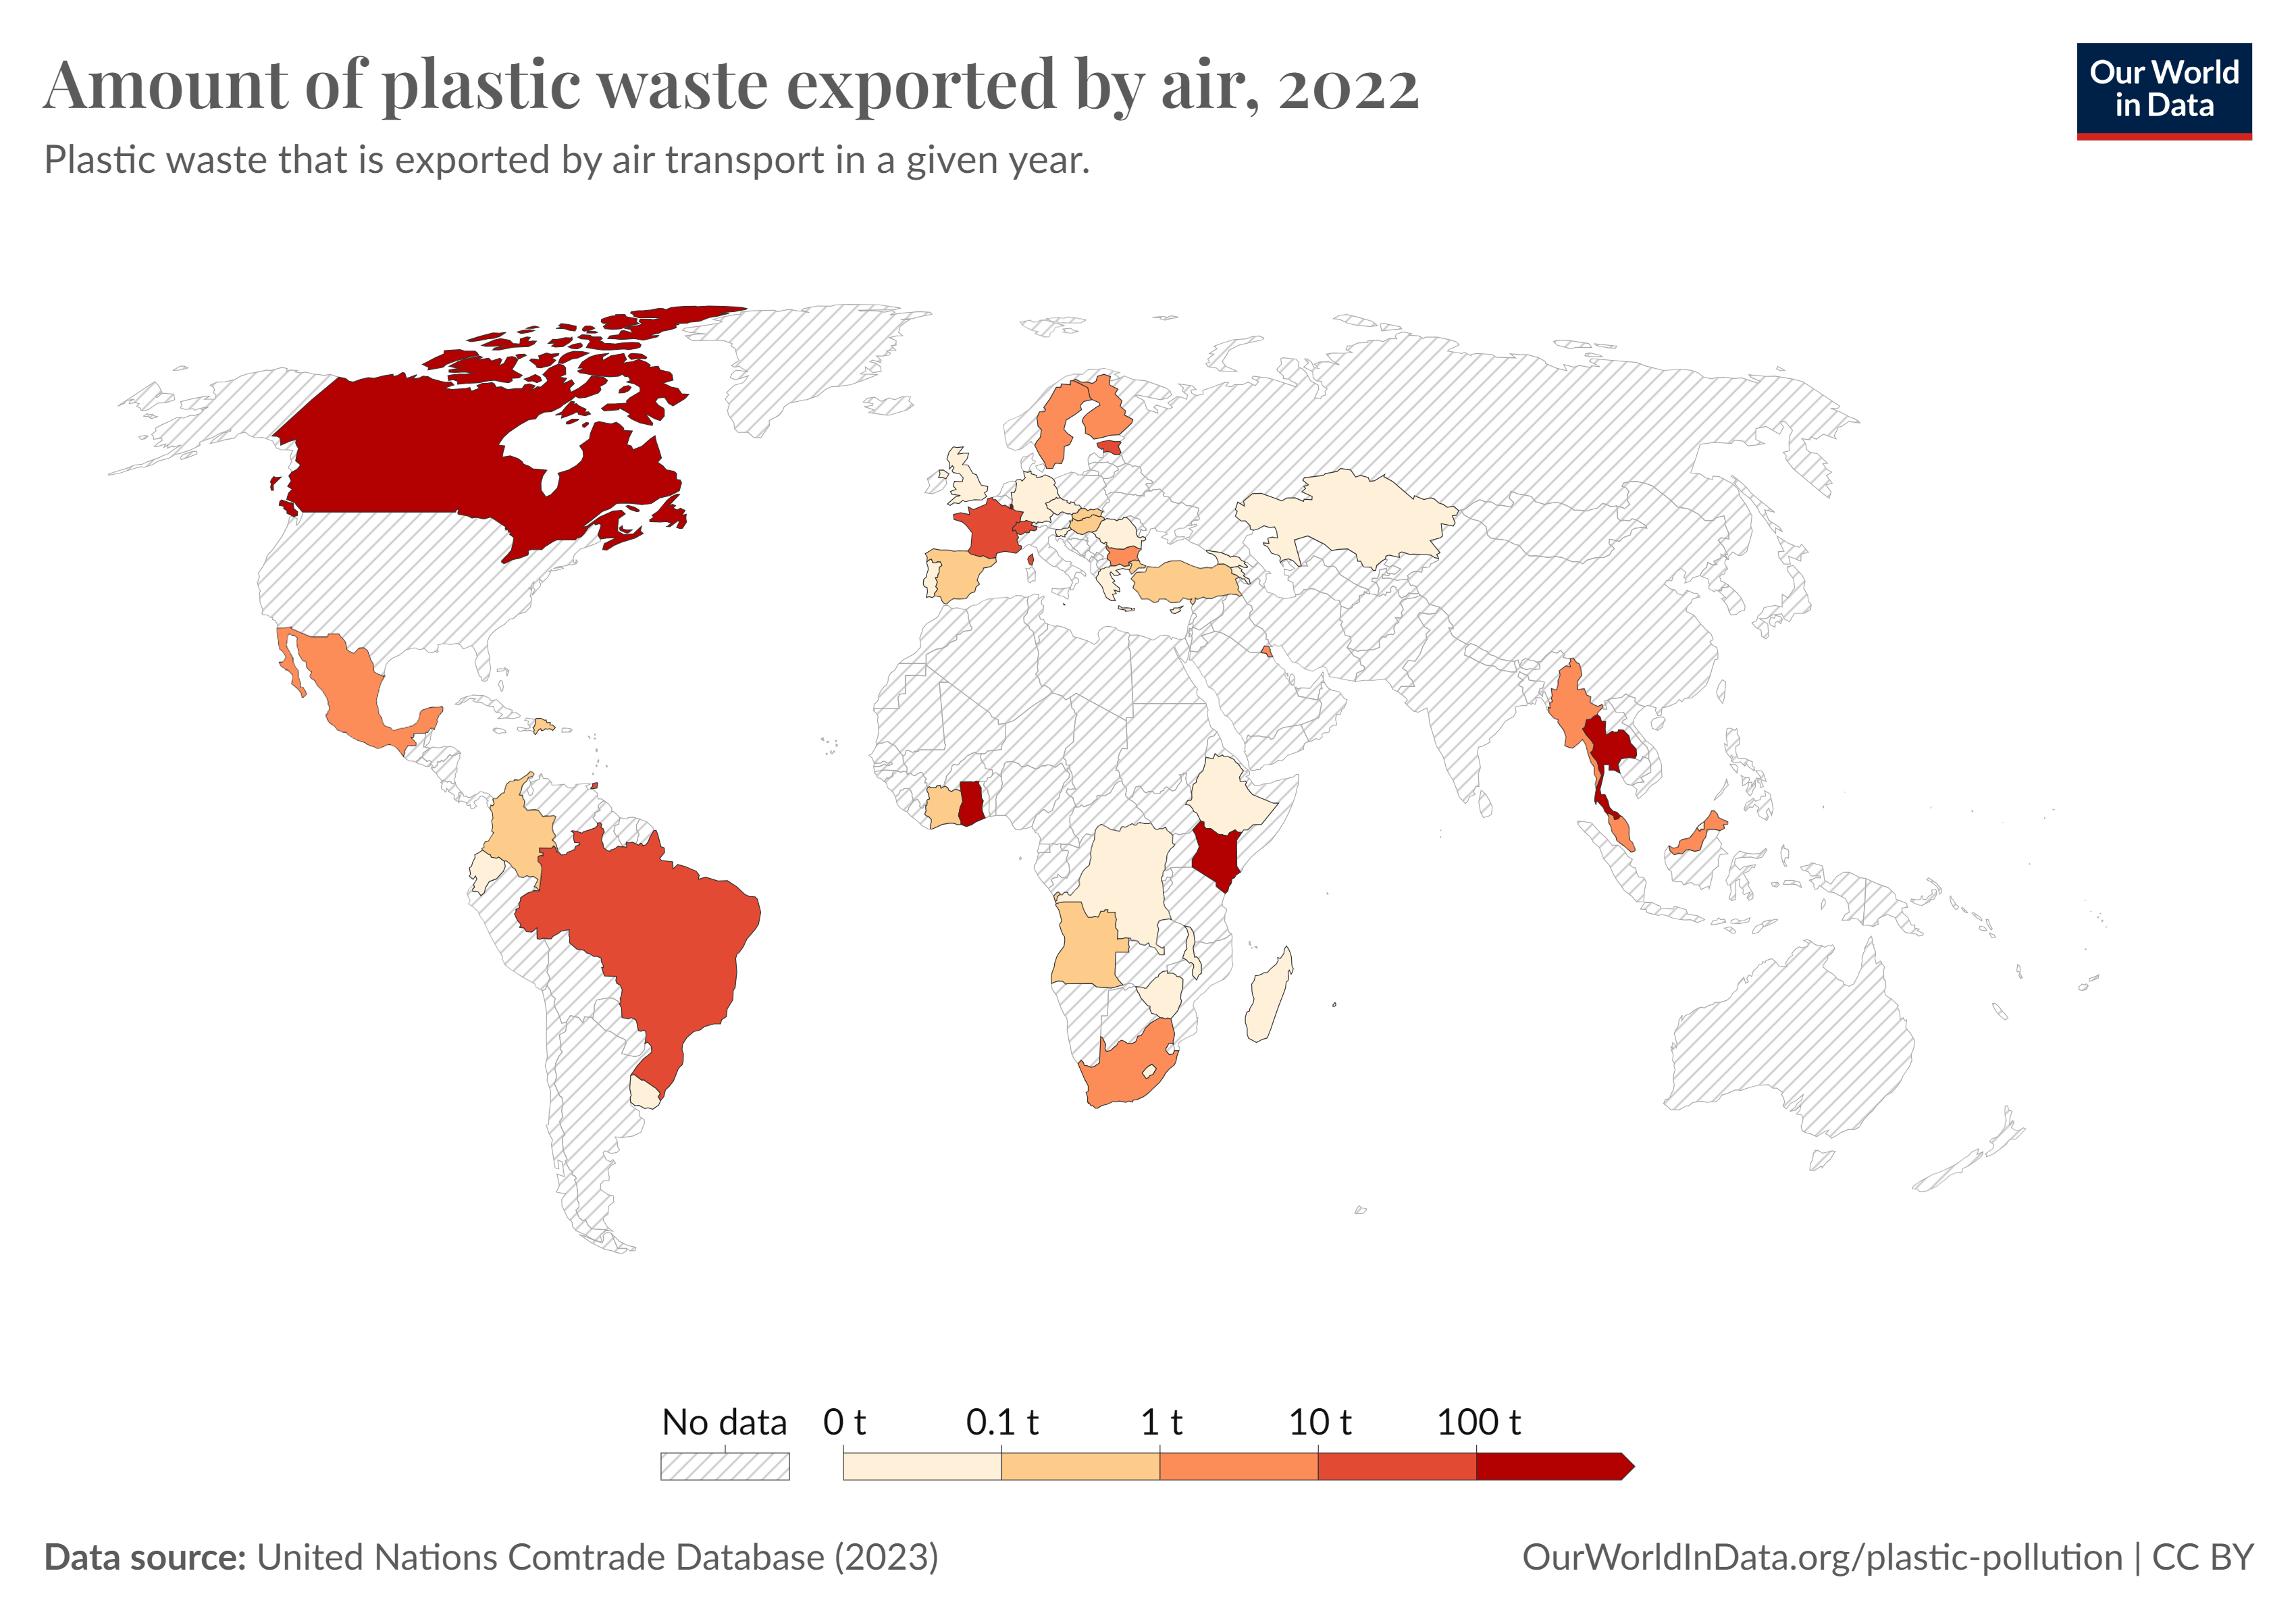 Amount of plastic waste exported by air, 2022
Plastic waste that is exported by air transport in a given year.
Our World
in Data
No data
0 t
0.1 t
1 t
10 t
100 t
Data source: United Nations Comtrade Database (2023)
OurWorldInData.org/plastic-pollution | CC BY